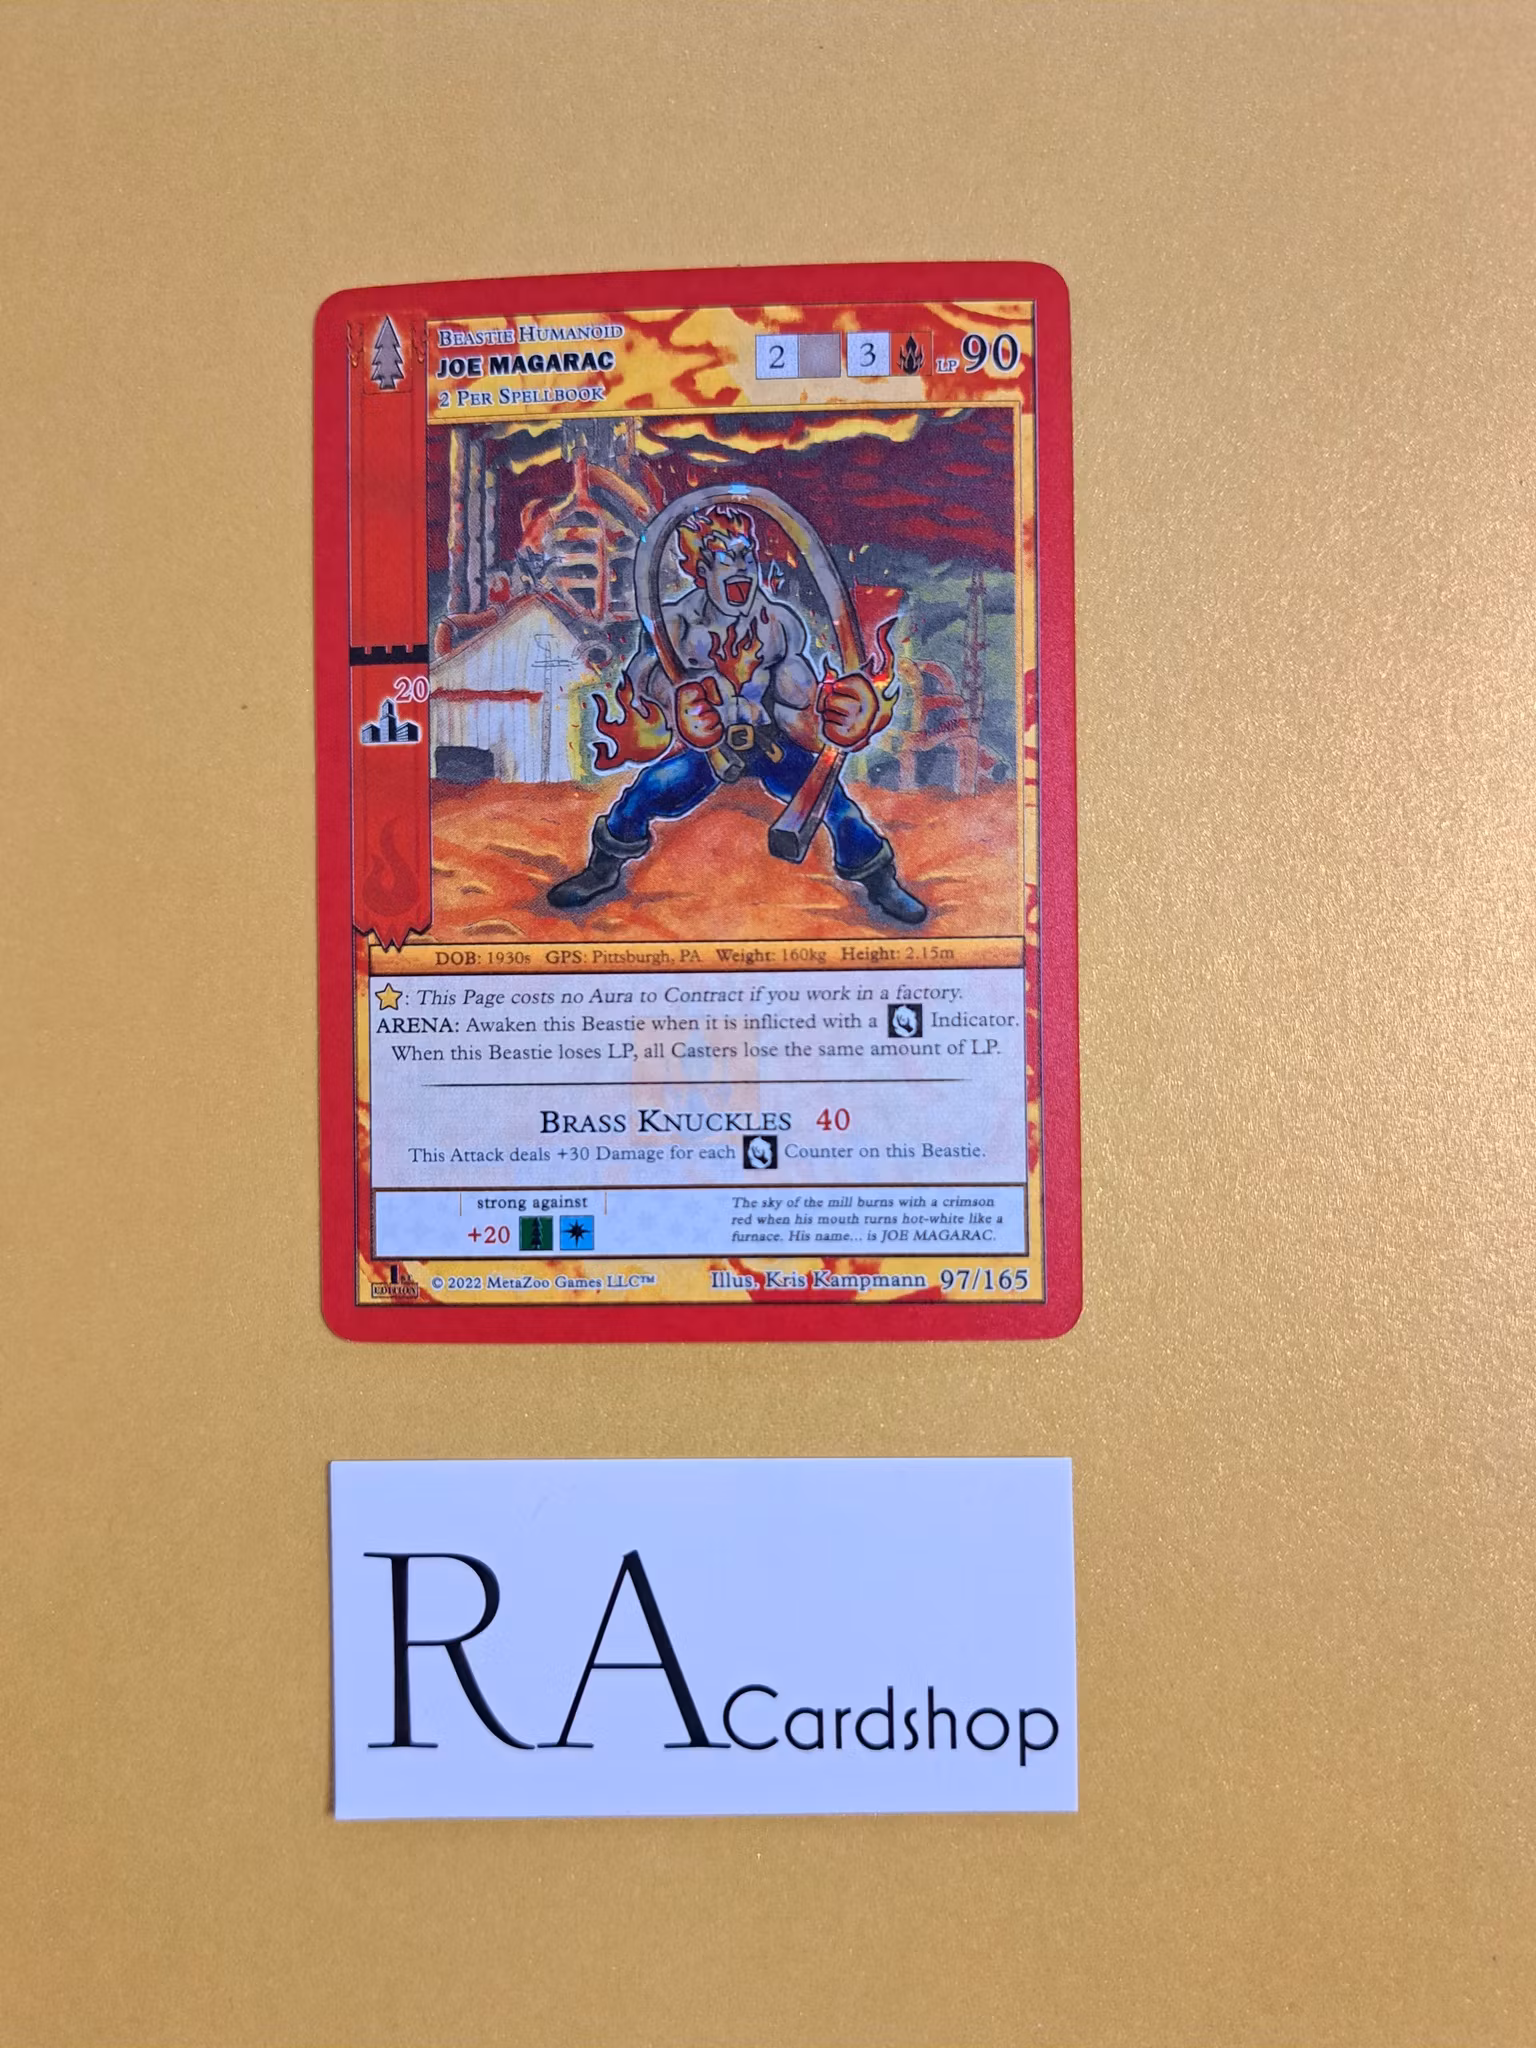 BEASTIE HUMANOID
JOE MAGARAC
2 PER SPELLBOOK
2 3 LP 90
20
DOB: 1930s GPS: Pittsburgh, PA Weight: 160kg Height: 2.15m
: This Page costs no Aura to Contract if you work in a factory.
ARENA: Awaken this Beastie when it is inflicted with a Indicator.
When this Beastie loses LP, all Casters lose the same amount of LP.
BRASS KNUCKLES 40
This Attack deals +30 Damage for each Counter on this Beastie.
strong against
+20
The sky of the mill burns with a crimson
red when his mouth turns hot-white like a
furnace. His name... is JOE MAGARAC.
1ST EDITION © 2022 MetaZoo Games LLC™ Illus. Kris Kampmann 97/165
RA Cardshop